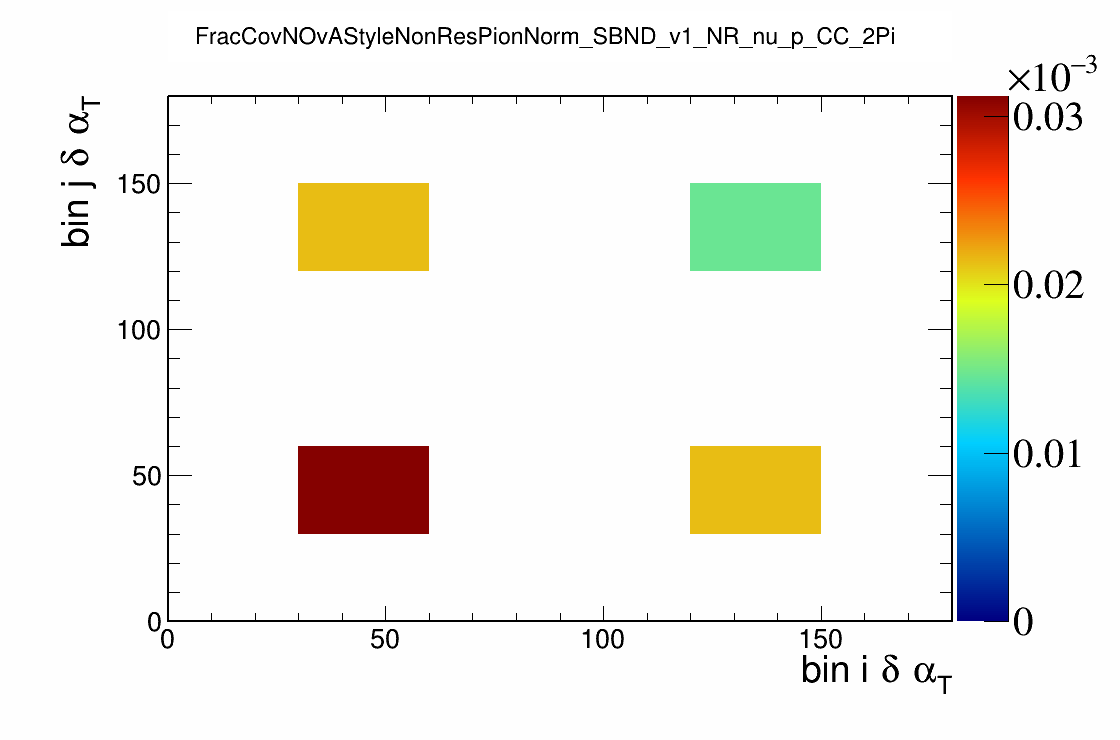 FracCovNOvAStyleNonResPionNorm_SBND_v1_NR_nu_p_CC_2Pi
×10⁻³
bin j δ α_T
150
100
50
0
0.03
0.02
0.01
0
0 50 100 150
bin i δ α_T